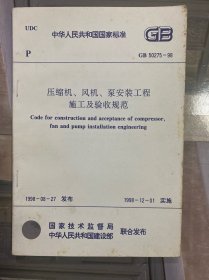 UDC
中华人民共和国国家标准
GB
P
GB 50275-98
压缩机、风机、泵安装工程
施工及验收规范
Code for construction and acceptance of compressor,
fan and pump installation engineering
1998-08-27 发布
1998-12-01 实施
国家技术监督局
中华人民共和国建设部
联合发布